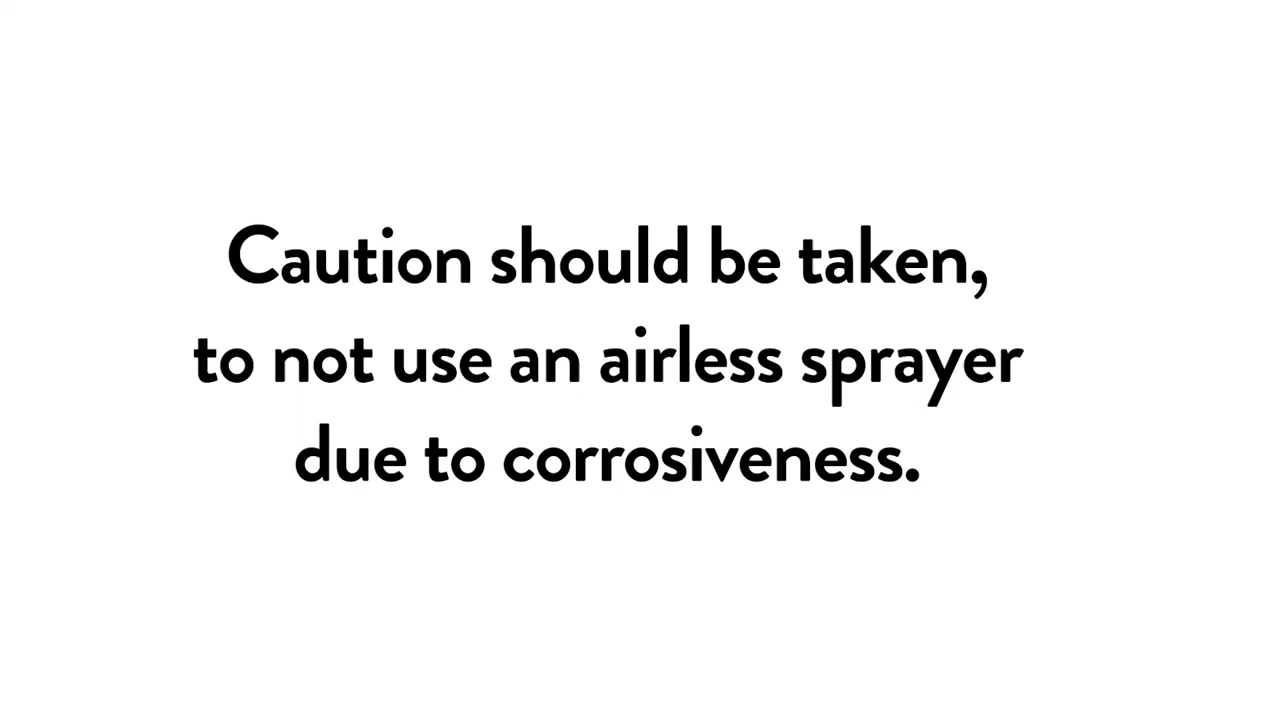 Caution should be taken,
to not use an airless sprayer
due to corrosiveness.